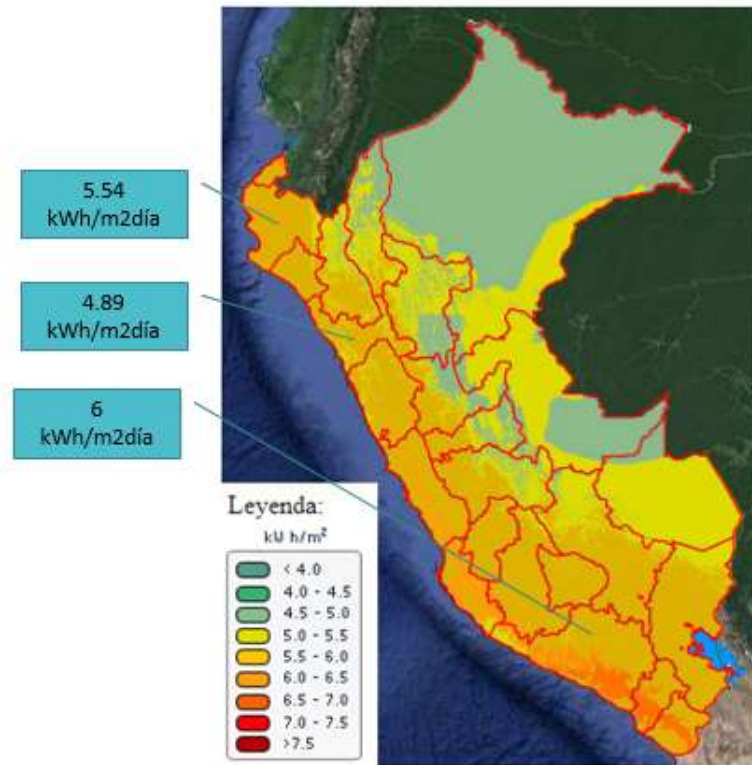 5.54
kWh/m2día
4.89
kWh/m2día
6
kWh/m2día
Leyenda:
kU h/m²
< 4.0
4.0 - 4.5
4.5 - 5.0
5.0 - 5.5
5.5 - 6.0
6.0 - 6.5
6.5 - 7.0
7.0 - 7.5
>7.5